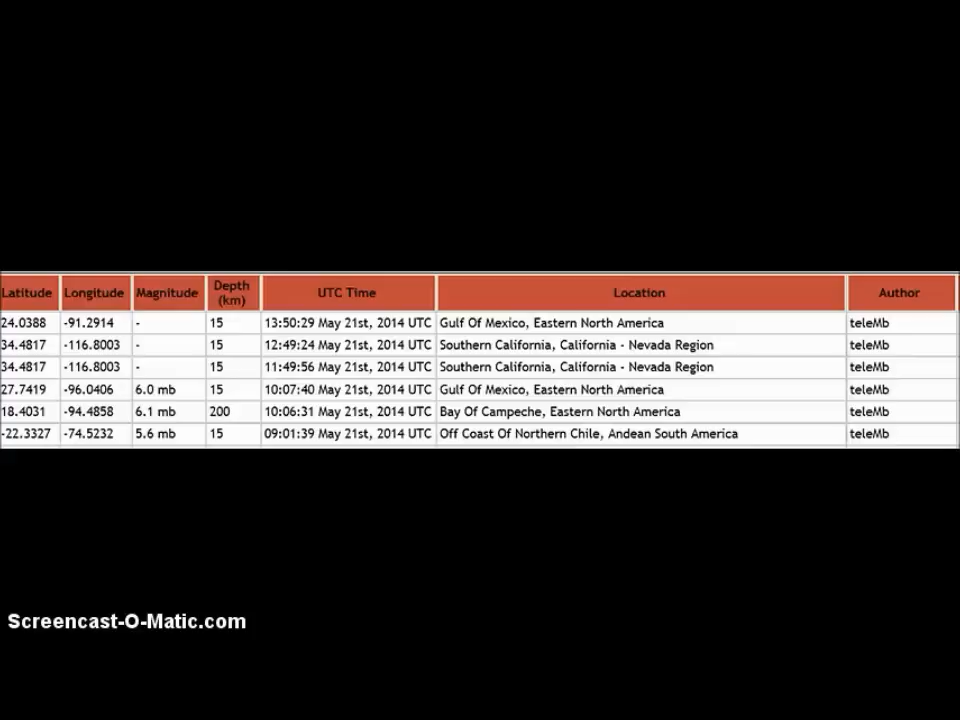 Latitude Longitude Magnitude Depth (km) UTC Time Location Author
24.0388 -91.2914 - 15 13:50:29 May 21st, 2014 UTC Gulf Of Mexico, Eastern North America teleMb
34.4817 -116.8003 - 15 12:49:24 May 21st, 2014 UTC Southern California, California - Nevada Region teleMb
34.4817 -116.8003 - 15 11:49:56 May 21st, 2014 UTC Southern California, California - Nevada Region teleMb
27.7419 -96.0406 6.0 mb 15 10:07:40 May 21st, 2014 UTC Gulf Of Mexico, Eastern North America teleMb
18.4031 -94.4858 6.1 mb 200 10:06:31 May 21st, 2014 UTC Bay Of Campeche, Eastern North America teleMb
-22.3327 -74.5232 5.6 mb 15 09:01:39 May 21st, 2014 UTC Off Coast Of Northern Chile, Andean South America teleMb
Screencast-O-Matic.com